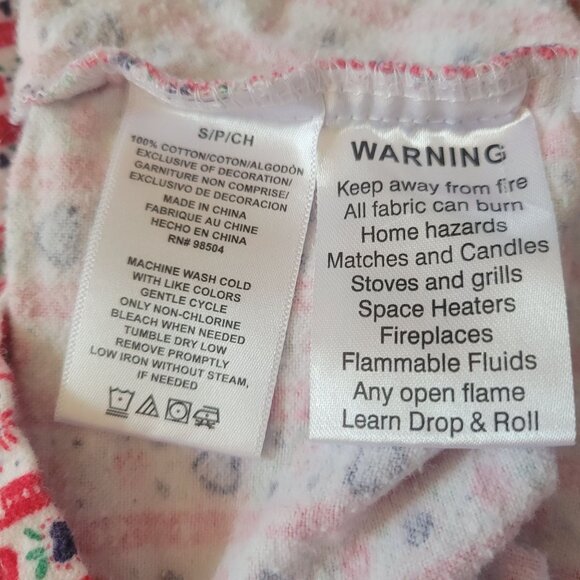 S/P/CH
100% COTTON/COTON/ALGODÓN
EXCLUSIVE OF DECORATION/
GARNITURE NON COMPRISE/
EXCLUSIVO DE DECORACION
MADE IN CHINA
FABRIQUE AU CHINE
HECHO EN CHINA
RN# 98504
MACHINE WASH COLD
WITH LIKE COLORS
GENTLE CYCLE
ONLY NON-CHLORINE
BLEACH WHEN NEEDED
TUMBLE DRY LOW
REMOVE PROMPTLY
LOW IRON WITHOUT STEAM,
IF NEEDED
WARNING
Keep away from fire
All fabric can burn
Home hazards
Matches and Candles
Stoves and grills
Space Heaters
Fireplaces
Flammable Fluids
Any open flame
Learn Drop & Roll